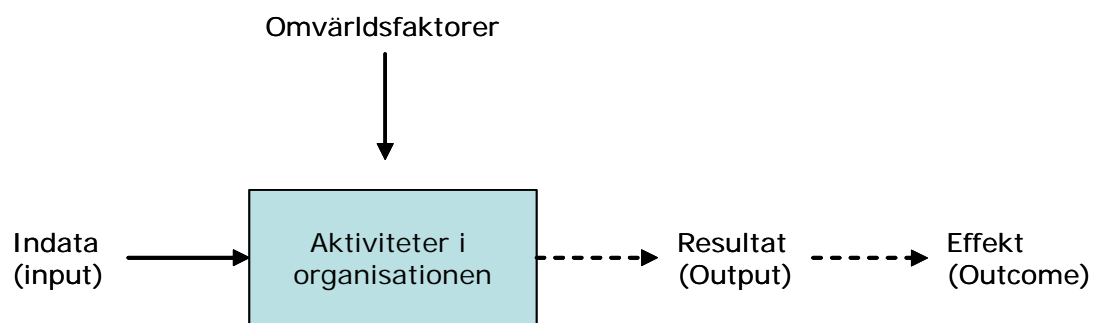 Omvärldsfaktorer
Indata
(input)
Aktiviteter i
organisationen
Resultat
(Output)
Effekt
(Outcome)